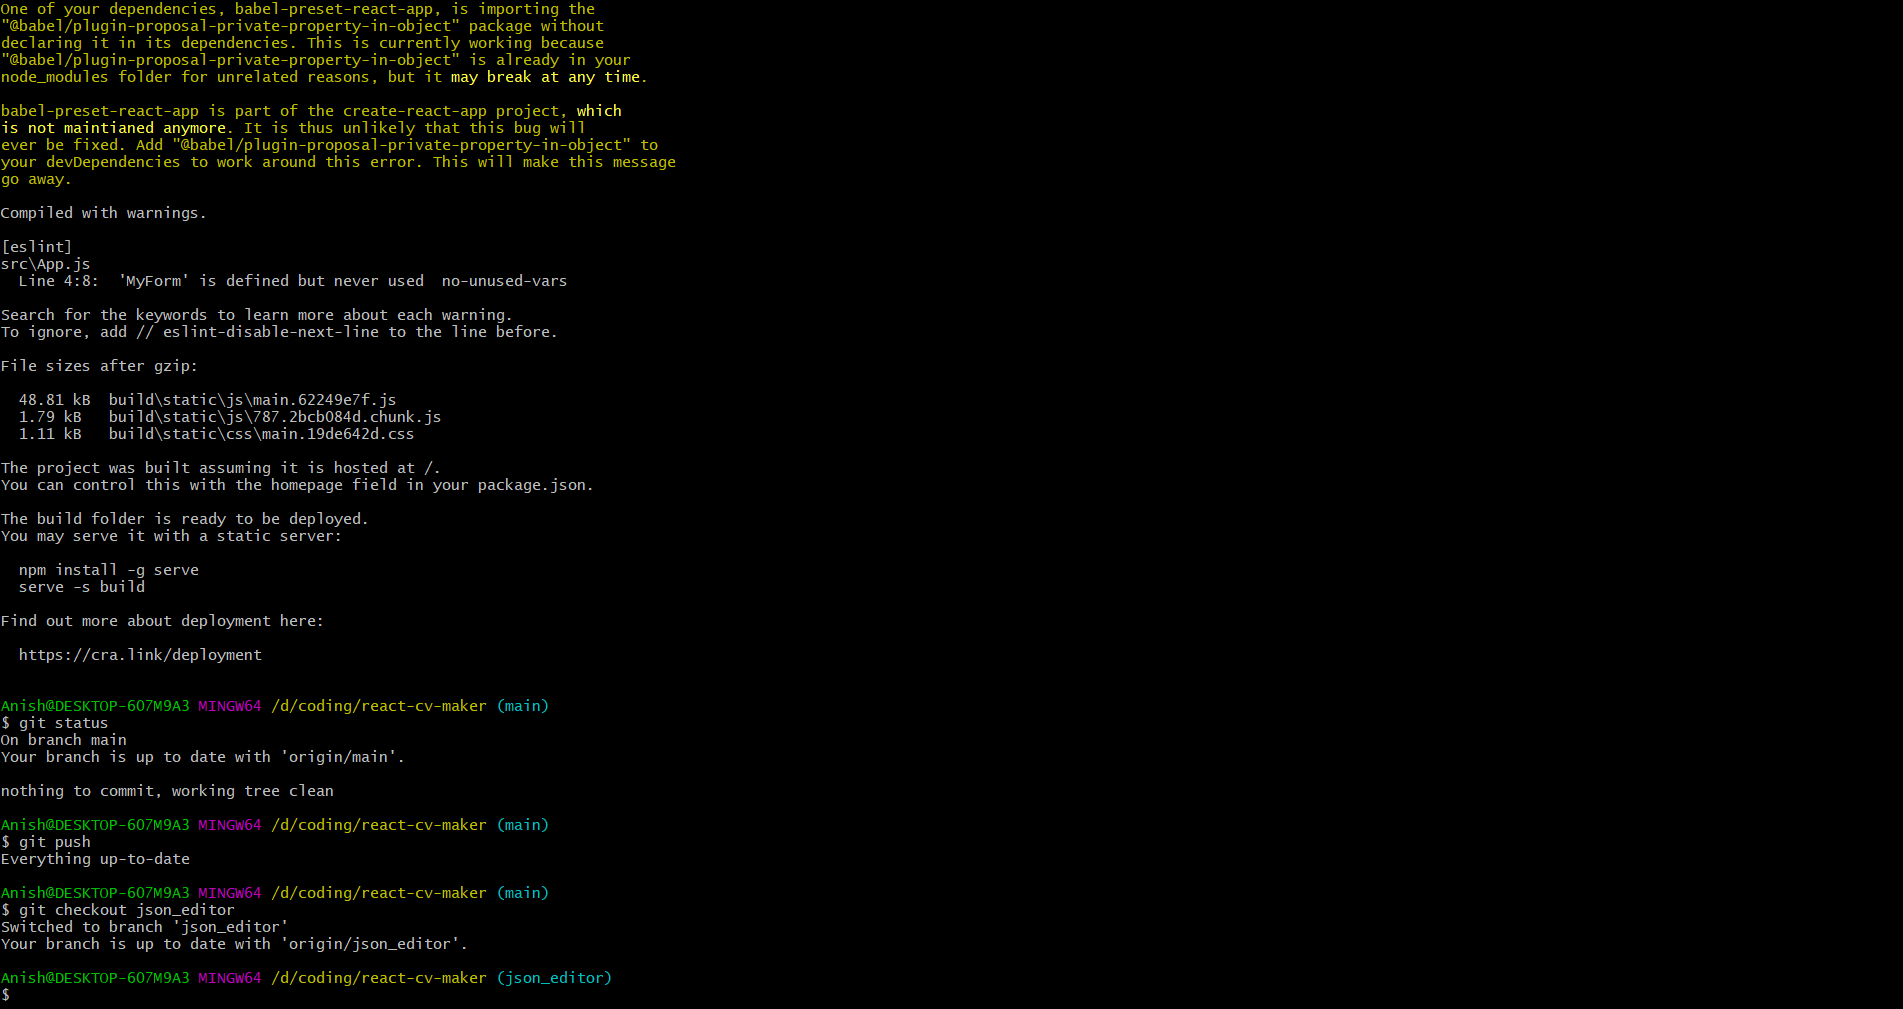 One of your dependencies, babel-preset-react-app, is importing the
"@babel/plugin-proposal-private-property-in-object" package without
declaring it in its dependencies. This is currently working because
"@babel/plugin-proposal-private-property-in-object" is already in your
node_modules folder for unrelated reasons, but it may break at any time.

babel-preset-react-app is part of the create-react-app project, which
is not maintianed anymore. It is thus unlikely that this bug will
ever be fixed. Add "@babel/plugin-proposal-private-property-in-object" to
your devDependencies to work around this error. This will make this message
go away.

Compiled with warnings.

[eslint]
src\App.js
  Line 4:8:  'MyForm' is defined but never used  no-unused-vars

Search for the keywords to learn more about each warning.
To ignore, add // eslint-disable-next-line to the line before.

File sizes after gzip:

  48.81 kB  build\static\js\main.62249e7f.js
  1.79 kB   build\static\js\787.2bcb084d.chunk.js
  1.11 kB   build\static\css\main.19de642d.css

The project was built assuming it is hosted at /.
You can control this with the homepage field in your package.json.

The build folder is ready to be deployed.
You may serve it with a static server:

  npm install -g serve
  serve -s build

Find out more about deployment here:

  https://cra.link/deployment

Anish@DESKTOP-607M9A3 MINGW64 /d/coding/react-cv-maker (main)
$ git status
On branch main
Your branch is up to date with 'origin/main'.

nothing to commit, working tree clean

Anish@DESKTOP-607M9A3 MINGW64 /d/coding/react-cv-maker (main)
$ git push
Everything up-to-date

Anish@DESKTOP-607M9A3 MINGW64 /d/coding/react-cv-maker (main)
$ git checkout json_editor
Switched to branch 'json_editor'
Your branch is up to date with 'origin/json_editor'.

Anish@DESKTOP-607M9A3 MINGW64 /d/coding/react-cv-maker (json_editor)
$